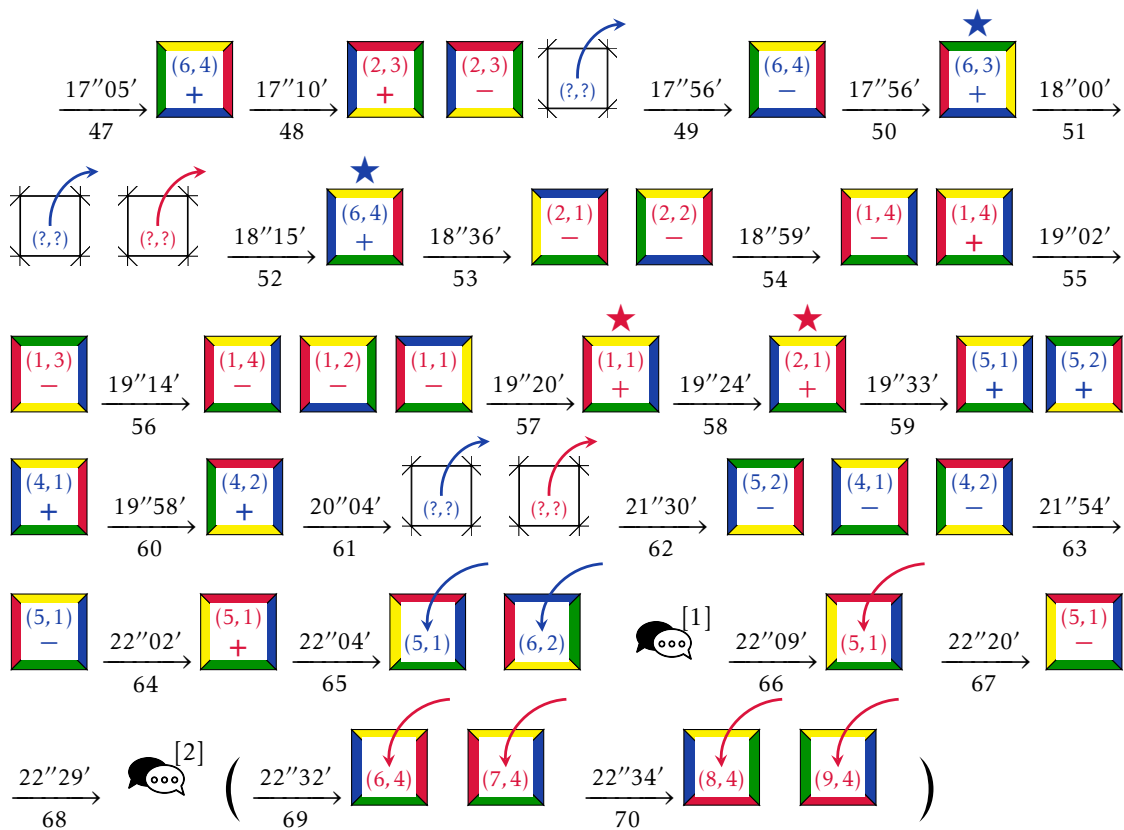 17″05′ 47 (6,4) + 17″10′ 48 (2,3) + (2,3) − (?,?) 17″56′ 49 (6,4) − 17″56′ 50 (6,3) + 18″00′ 51
(?,?) (?,?) 18″15′ 52 (6,4) + 18″36′ 53 (2,1) − (2,2) − 18″59′ 54 (1,4) − (1,4) + 19″02′ 55
(1,3) − 19″14′ 56 (1,4) − (1,2) − (1,1) − 19″20′ 57 (1,1) + 19″24′ 58 (2,1) + 19″33′ 59 (5,1) + (5,2) +
(4,1) + 19″58′ 60 (4,2) + 20″04′ 61 (?,?) (?,?) 21″30′ 62 (5,2) − (4,1) − (4,2) − 21″54′ 63
(5,1) − 22″02′ 64 (5,1) + 22″04′ 65 (5,1) (6,2) [1] 22″09′ 66 (5,1) 22″20′ 67 (5,1) −
22″29′ 68 [2] ( 22″32′ 69 (6,4) (7,4) 22″34′ 70 (8,4) (9,4) )